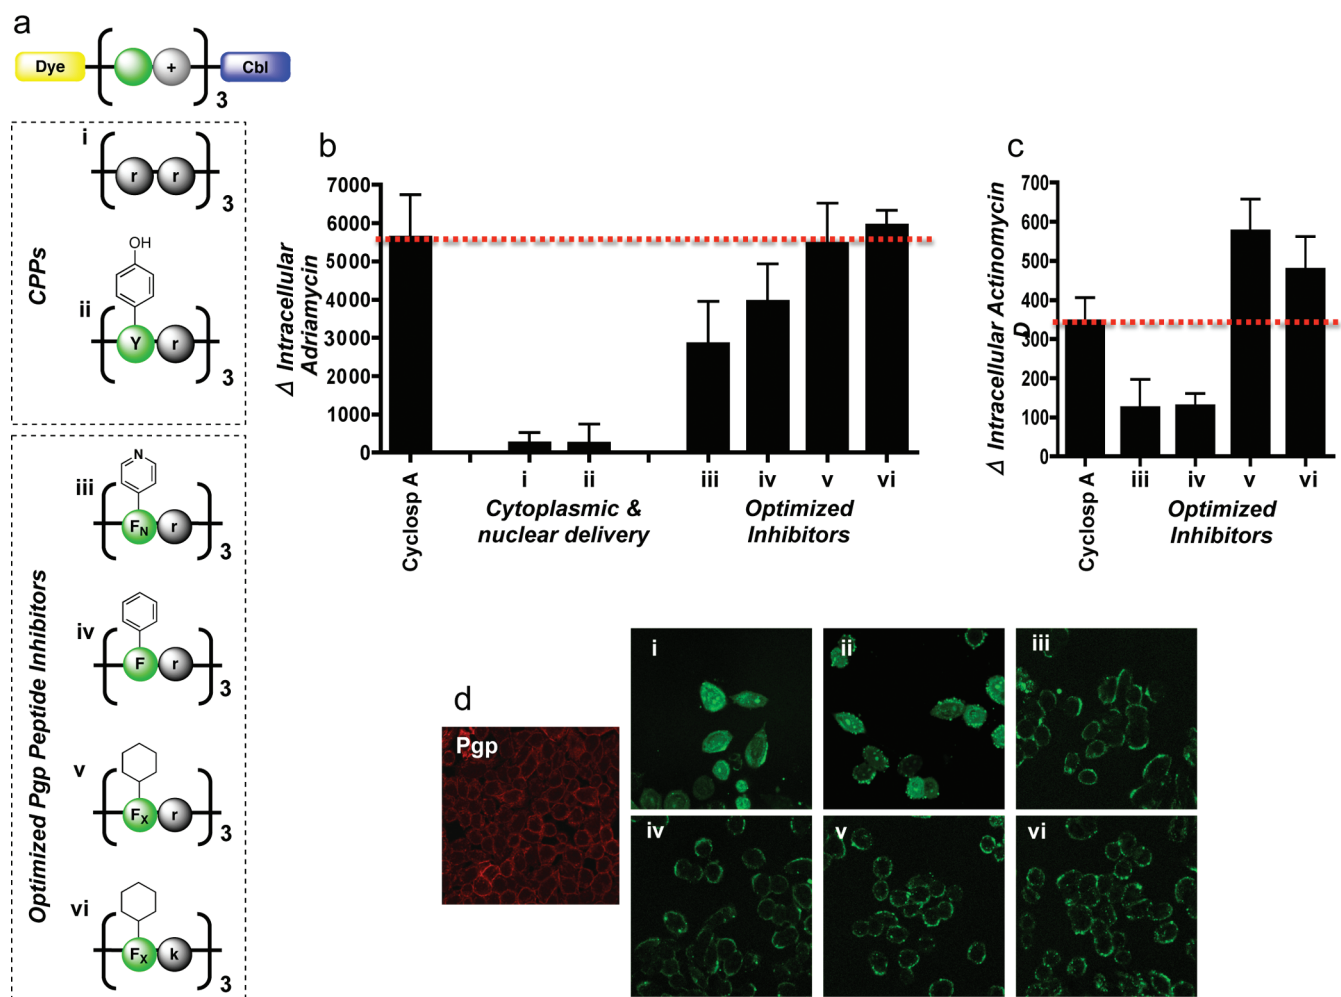 a
Dye
+
Cbl
3
CPPs
i
r r
3
OH
ii
Y r
3
Optimized Pgp Peptide Inhibitors
N
iii
FN r
3
iv
F r
3
v
FX r
3
vi
FX k
3
b
Δ Intracellular
Adriamycin
7000
6000
5000
4000
3000
2000
1000
0
Cyclosp A
i
ii
iii
iv
v
vi
Cytoplasmic &
nuclear delivery
Optimized
Inhibitors
c
Δ Intracellular Actinomycin
D
700
600
500
400
300
200
100
0
Cyclosp A
iii
iv
v
vi
Optimized
Inhibitors
d
Pgp
i
ii
iii
iv
v
vi